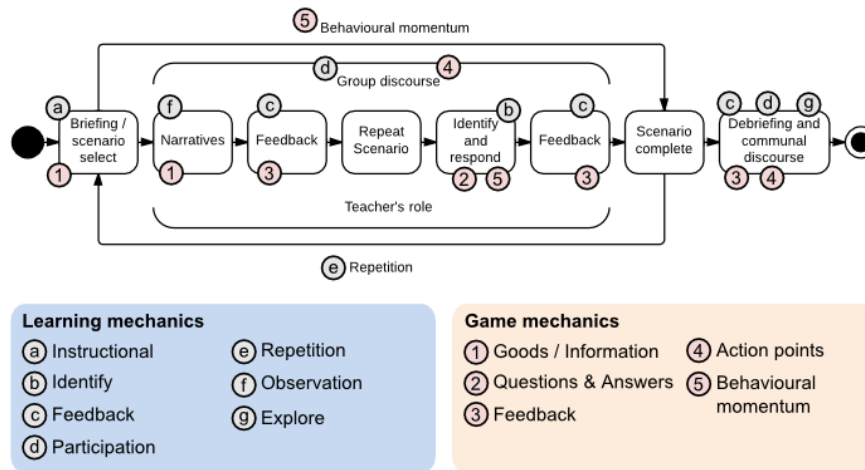 5 Behavioural momentum
d 4
Group discourse
a f c b c c d g
Briefing /
scenario
select
Narratives
Feedback
Repeat
Scenario
Identify
and
respond
Feedback
Scenario
complete
Debriefing and
communal
discourse
1 1 3 2 5 3 3 4
Teacher's role
e Repetition
Learning mechanics
a Instructional
b Identify
c Feedback
d Participation
e Repetition
f Observation
g Explore
Game mechanics
1 Goods / Information
2 Questions & Answers
3 Feedback
4 Action points
5 Behavioural
momentum